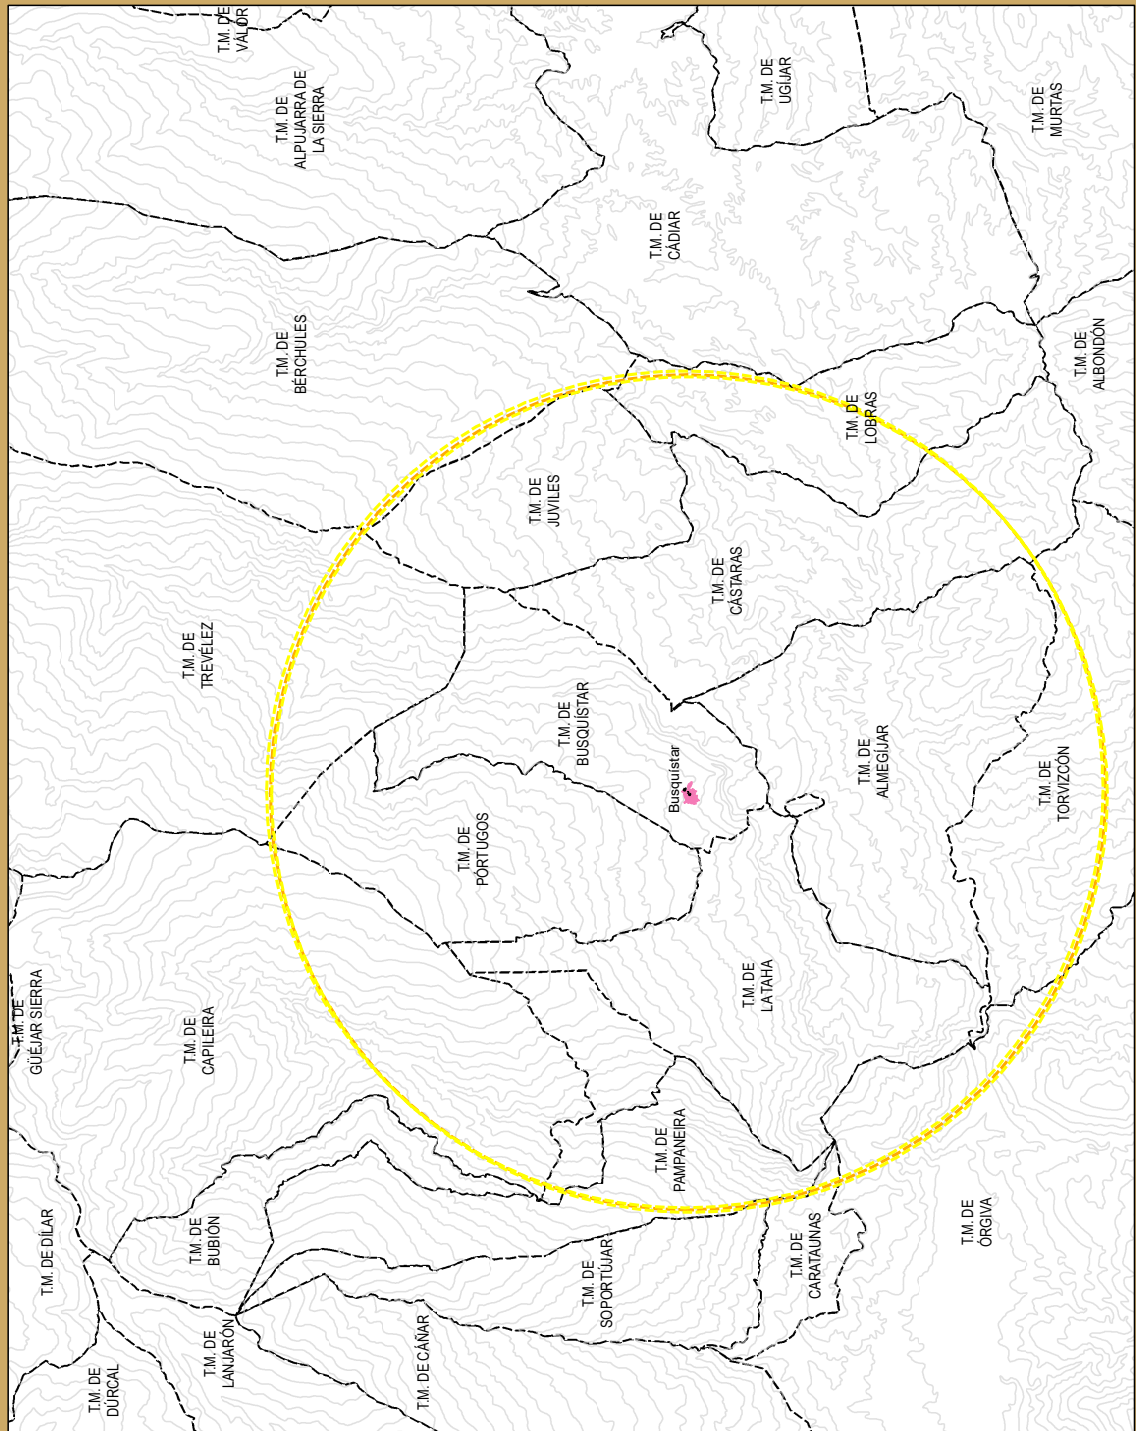 T.M. DE
VÁLOR
T.M. DE
ALPUJARRA DE
LA SIERRA
T.M. DE
UGÍJAR
T.M. DE
MURTAS
T.M. DE
CÁDIAR
T.M. DE
BÉRCHULES
T.M. DE
ALBONDÓN
T.M. DE
LOBRAS
T.M. DE
JUVILES
T.M. DE
CÁSTARAS
T.M. DE
TREVÉLEZ
T.M. DE
BUSQUÍSTAR
Busquístar
T.M. DE
ALMEGÍJAR
T.M. DE
TORVIZCÓN
T.M. DE
PÓRTUGOS
T.M. DE
GÜEJAR SIERRA
T.M. DE
CAPILEIRA
T.M. DE
LATAHA
T.M. DE
PAMPANEIRA
T.M. DE
ÓRGIVA
T.M. DE DÍLAR
T.M. DE
BUBIÓN
T.M. DE
SOPORTÚJAR
T.M. DE
CARATAUNAS
T.M. DE
LANJARÓN
T.M. DE CÁÑAR
T.M. DE
DÚRCAL